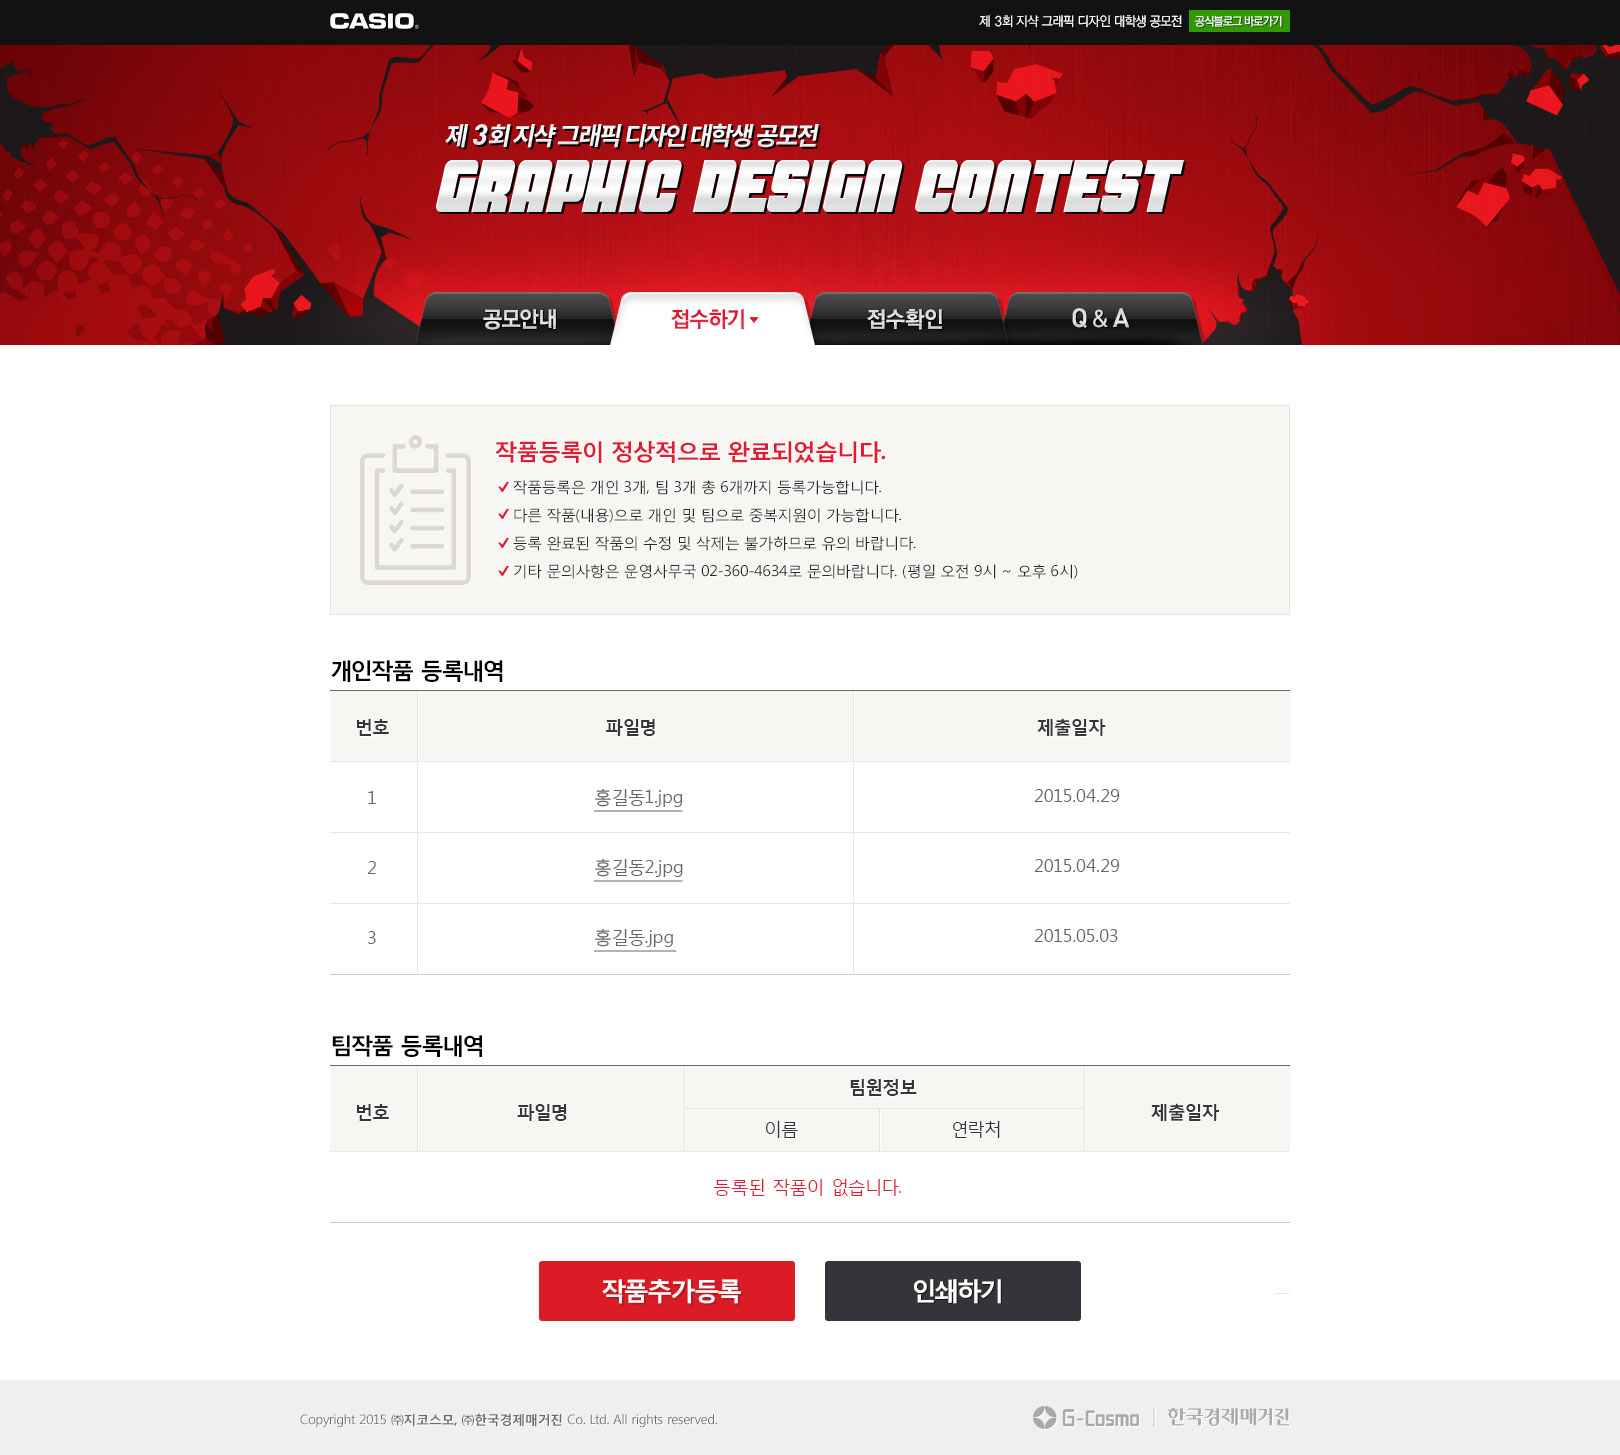 CASIO
제 3회 지샥 그래픽 디자인 대학생 공모전 공식블로그 바로가기
제 3회 지샥 그래픽 디자인 대학생 공모전
GRAPHIC DESIGN CONTEST
공모안내 접수하기 접수확인 Q & A
작품등록이 정상적으로 완료되었습니다.
작품등록은 개인 3개, 팀 3개 총 6개까지 등록가능합니다.
다른 작품(내용)으로 개인 및 팀으로 중복지원이 가능합니다.
등록 완료된 작품의 수정 및 삭제는 불가하므로 유의 바랍니다.
기타 문의사항은 운영사무국 02-360-4634로 문의바랍니다. (평일 오전 9시 ~ 오후 6시)
개인작품 등록내역
번호 파일명 제출일자
1 홍길동1.jpg 2015.04.29
2 홍길동2.jpg 2015.04.29
3 홍길동.jpg 2015.05.03
팀작품 등록내역
번호 파일명 팀원정보 제출일자
이름 연락처
등록된 작품이 없습니다.
작품추가등록 인쇄하기
Copyright 2015 ㈜지코스모, ㈜한국경제매거진 Co. Ltd. All rights reserved.
G-Cosmo 한국경제매거진